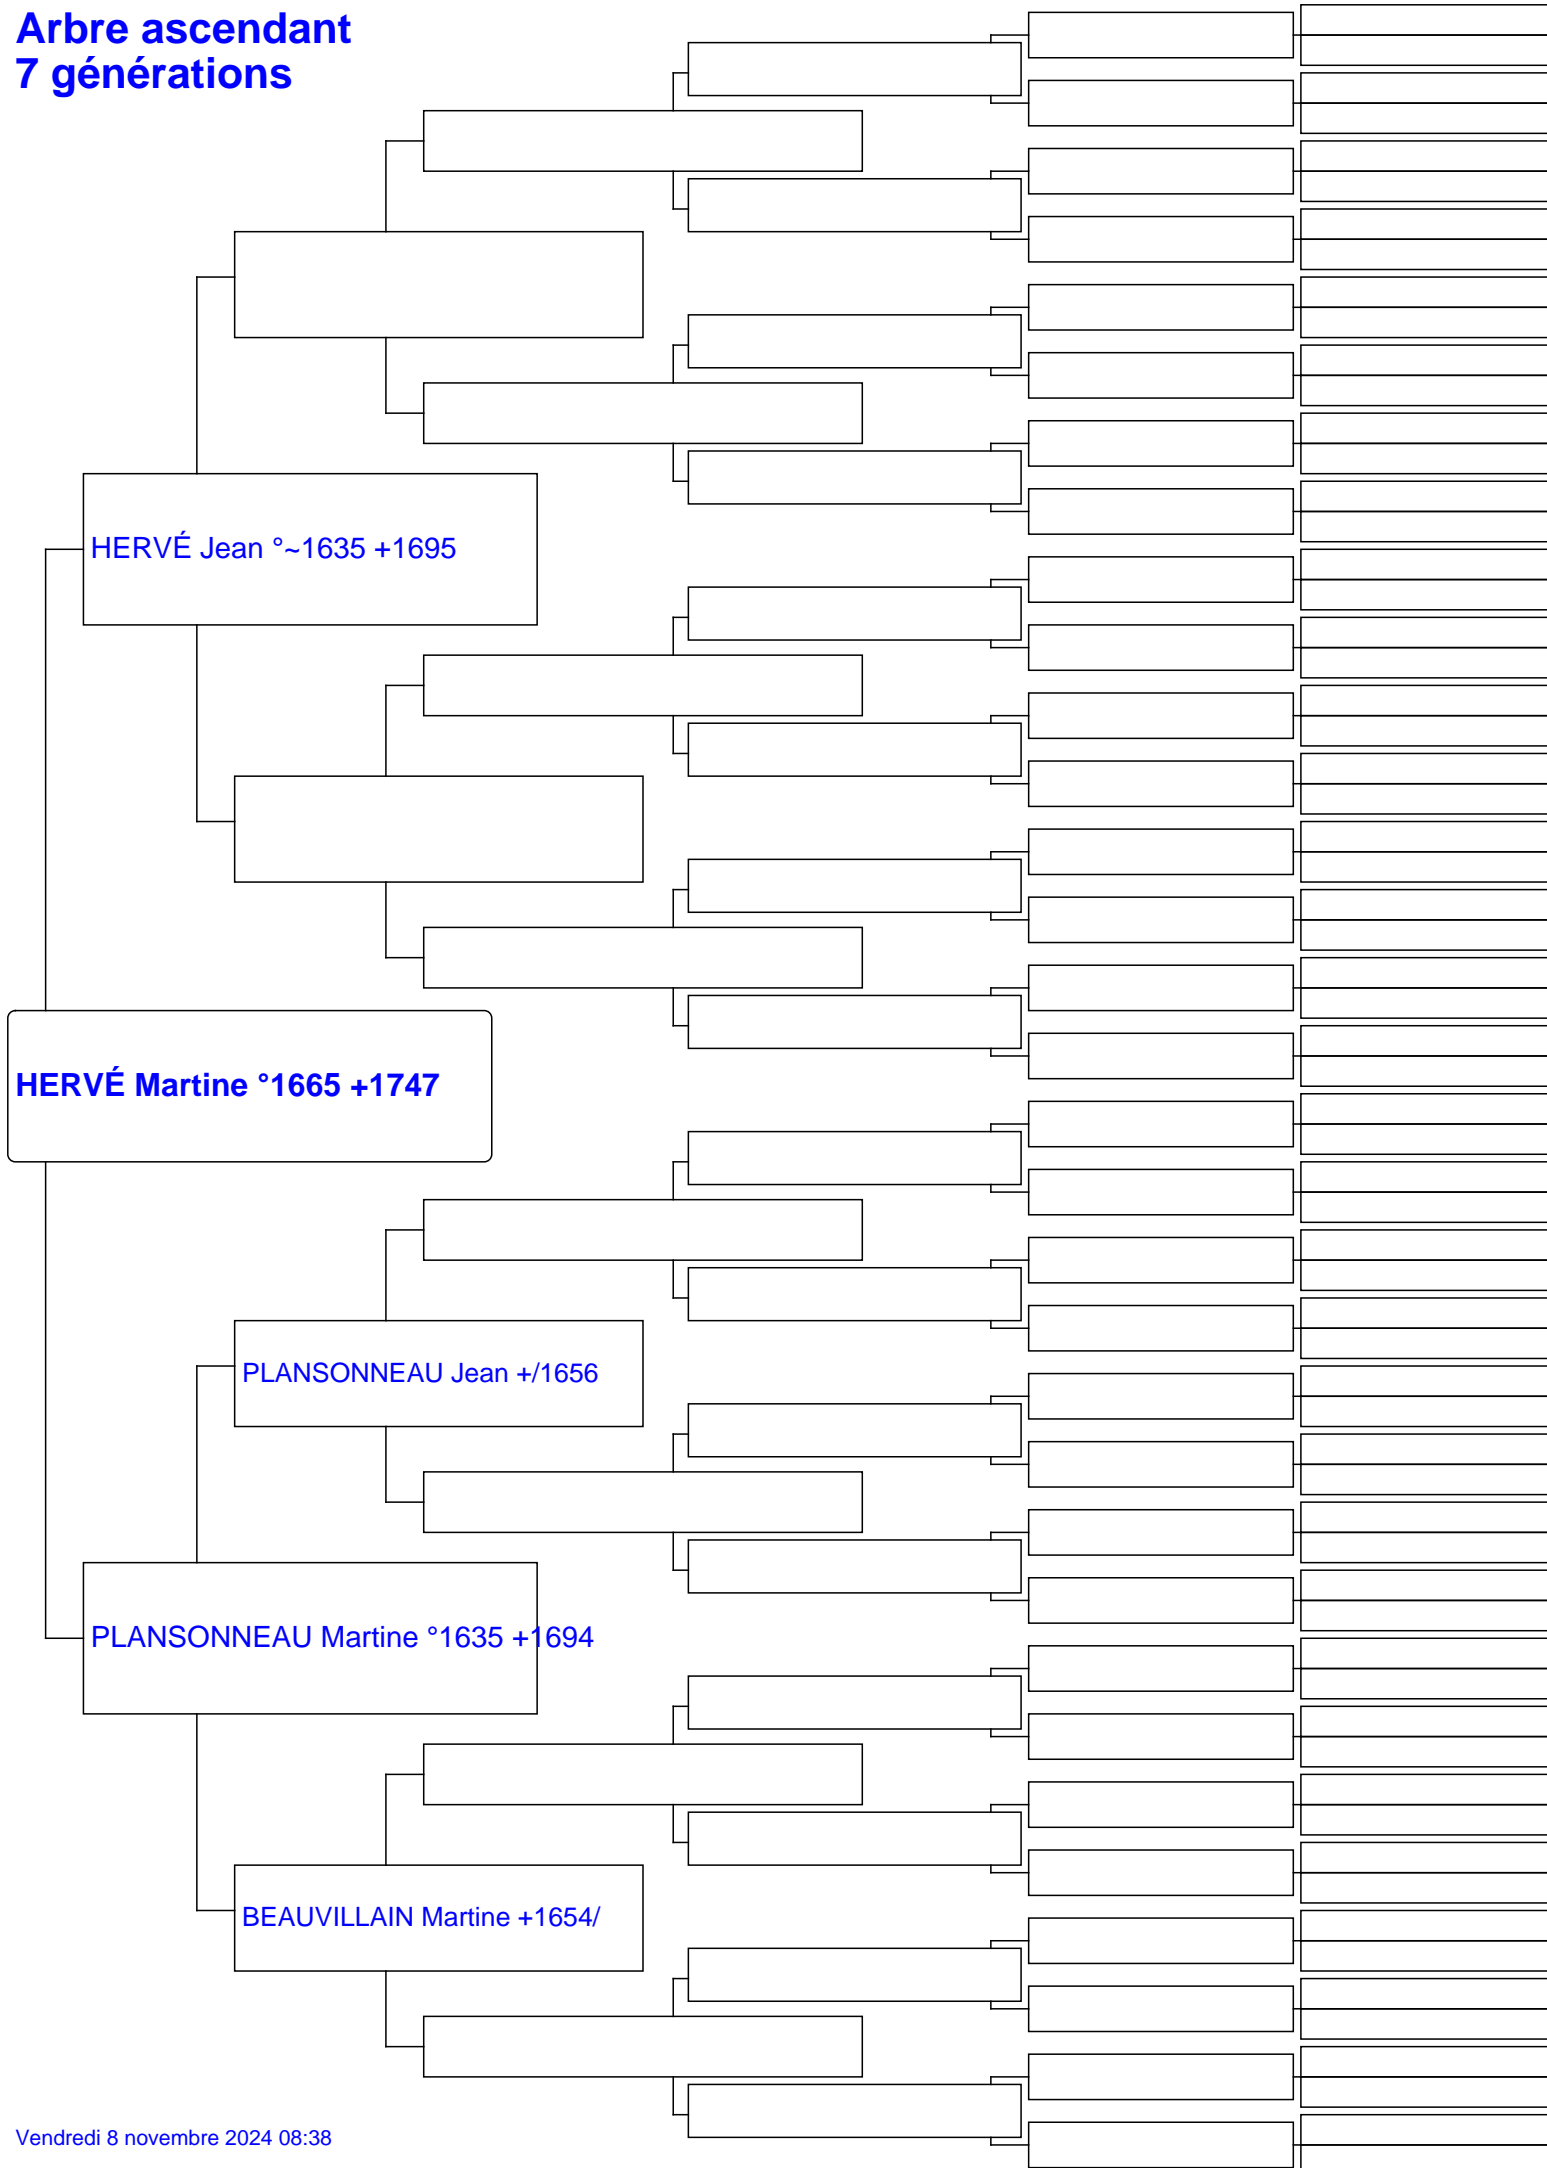 Arbre ascendant
7 générations
HERVÉ Jean °~1635 +1695
HERVÉ Martine °1665 +1747
PLANSONNEAU Jean +/1656
PLANSONNEAU Martine °1635 +1694
BEAUVILLAIN Martine +1654/
Vendredi 8 novembre 2024 08:38